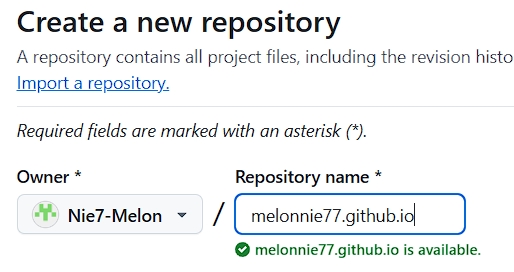 Create a new repository
A repository contains all project files, including the revision histo
Import a repository.
Required fields are marked with an asterisk (*).
Owner *
Repository name *
Nie7-Melon
/
melonnie77.github.io
melonnie77.github.io is available.